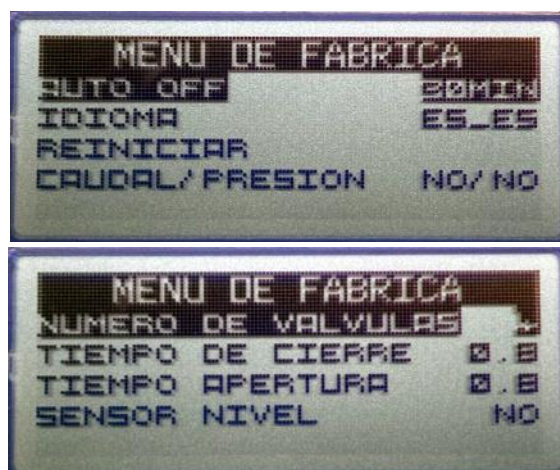 MENU DE FABRICA
AUTO OFF 30MIN
IDIOMA ES_ES
REINICIAR
CAUDAL/PRESION NO/NO
MENU DE FABRICA
NUMERO DE VALVULAS
TIEMPO DE CIERRE 0.8
TIEMPO APERTURA 0.8
SENSOR NIVEL NO